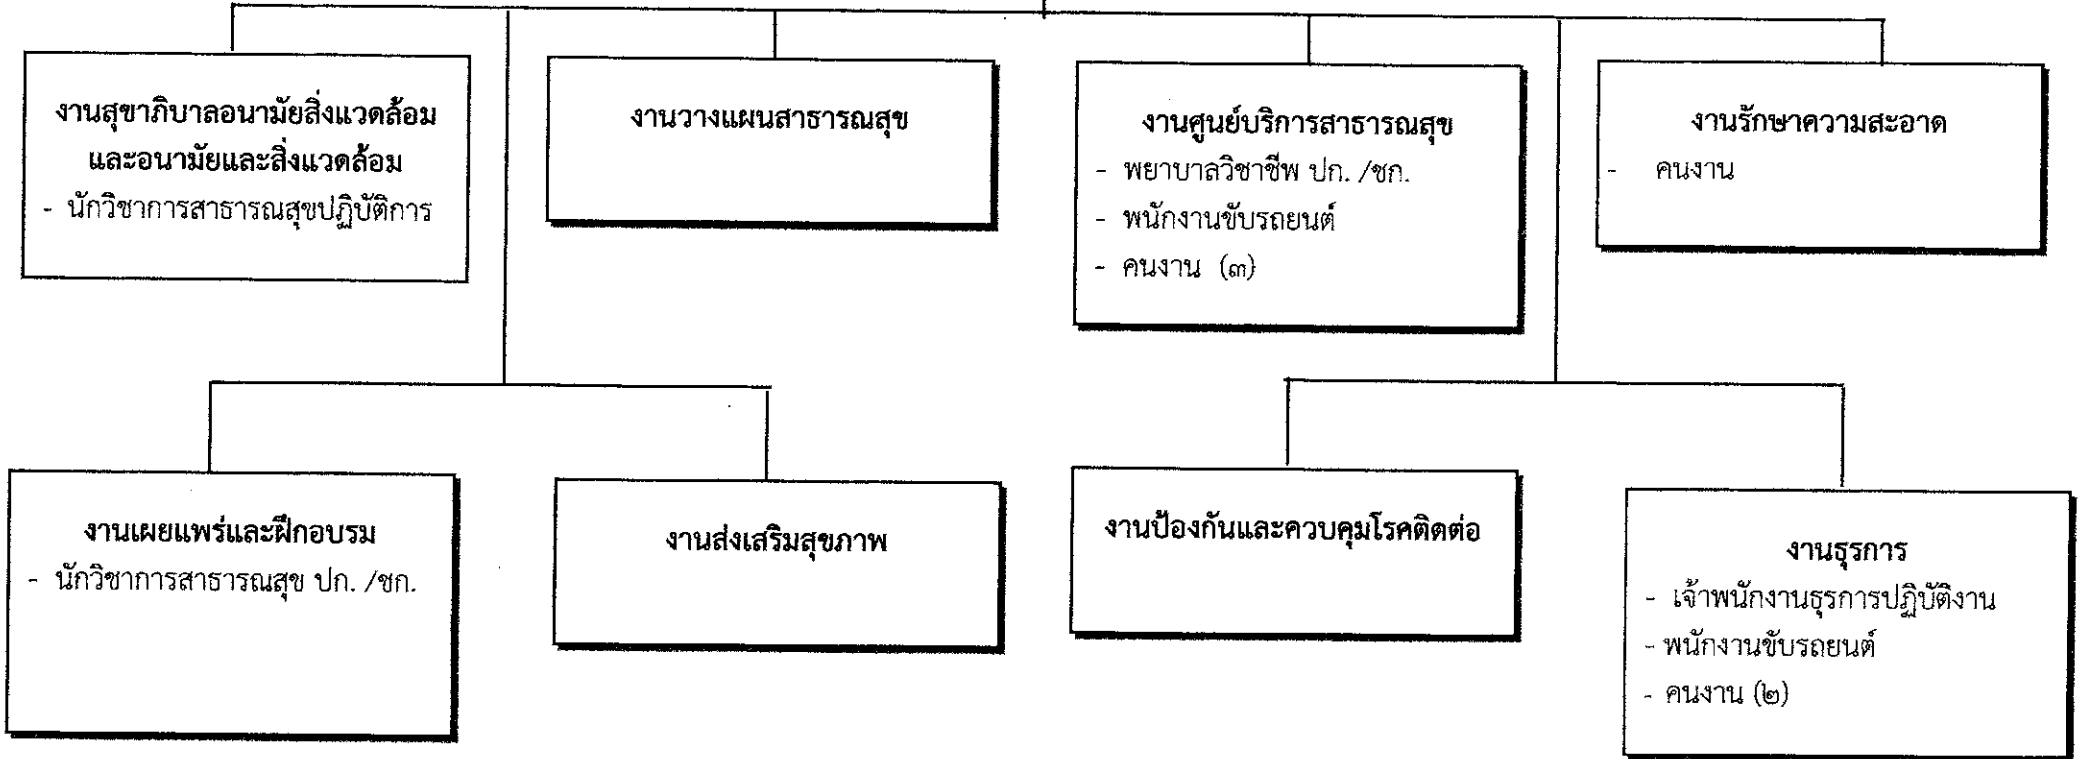 งานสุขาภิบาลอนามัยสิ่งแวดล้อม
และอนามัยและสิ่งแวดล้อม
- นักวิชาการสาธารณสุขปฏิบัติการ
งานวางแผนสาธารณสุข
งานศูนย์บริการสาธารณสุข
- พยาบาลวิชาชีพ ปก. /ชก.
- พนักงานขับรถยนต์
- คนงาน (๓)
งานรักษาความสะอาด
- คนงาน
งานเผยแพร่และฝึกอบรม
- นักวิชาการสาธารณสุข ปก. /ชก.
งานส่งเสริมสุขภาพ
งานป้องกันและควบคุมโรคติดต่อ
งานธุรการ
- เจ้าพนักงานธุรการปฏิบัติงาน
- พนักงานขับรถยนต์
- คนงาน (๒)